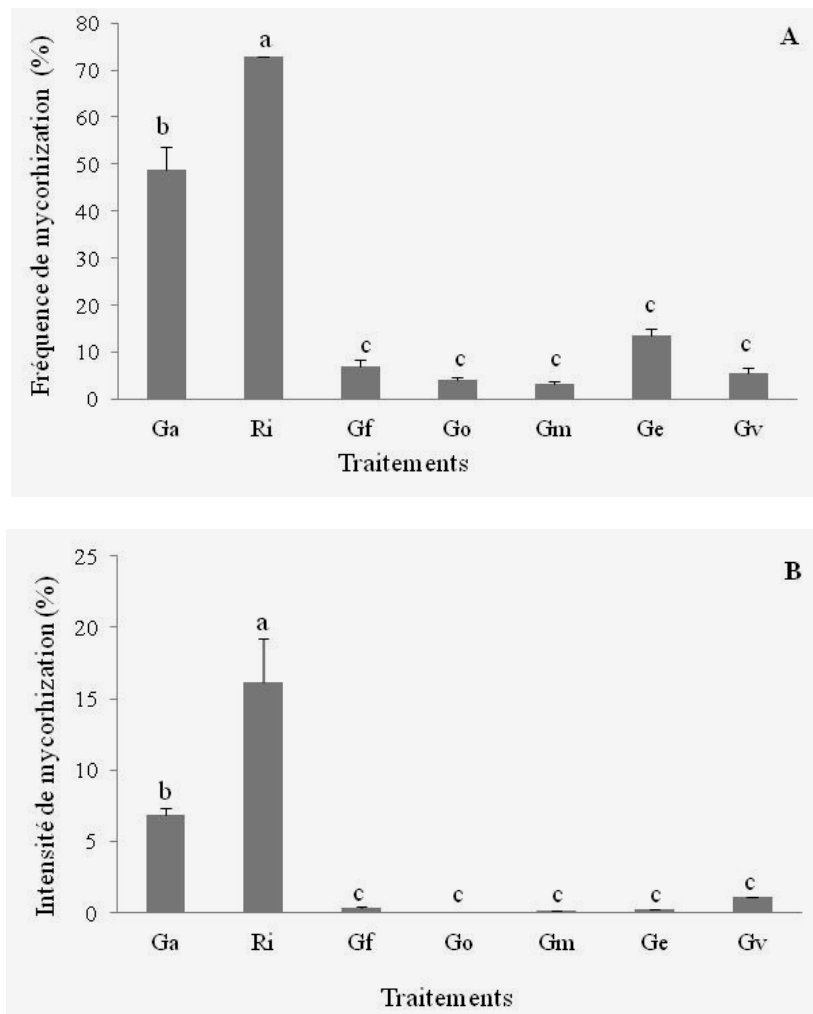 A
Fréquence de mycorhization (%)
80
70
60
50
40
30
20
10
0
b
a
c
c
c
c
c
Ga Ri Gf Go Gm Ge Gv
Traitements
B
Intensité de mycorhization (%)
25
20
15
10
5
0
b
a
c
c
c
c
c
Ga Ri Gf Go Gm Ge Gv
Traitements